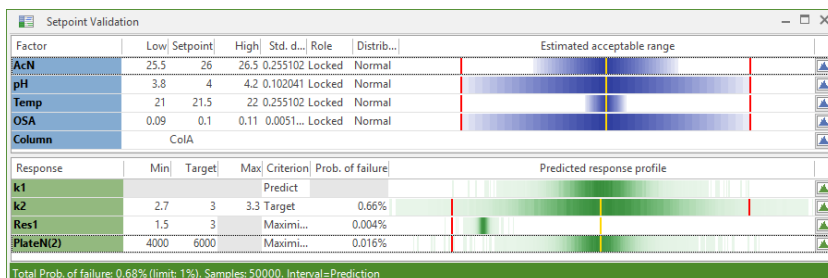 Setpoint Validation
Factor Low Setpoint High Std. d... Role Distrib... Estimated acceptable range
AcN 25.5 26 26.5 0.255102 Locked Normal
pH 3.8 4 4.2 0.102041 Locked Normal
Temp 21 21.5 22 0.255102 Locked Normal
OSA 0.09 0.1 0.11 0.0051... Locked Normal
Column ColA
Response Min Target Max Criterion Prob. of failure Predicted response profile
k1 Predict
k2 2.7 3 3.3 Target 0.66%
Res1 1.5 3 Maximi... 0.004%
PlateN(2) 4000 6000 Maximi... 0.016%
Total Prob. of failure: 0.68% (limit: 1%), Samples: 50000, Interval=Prediction